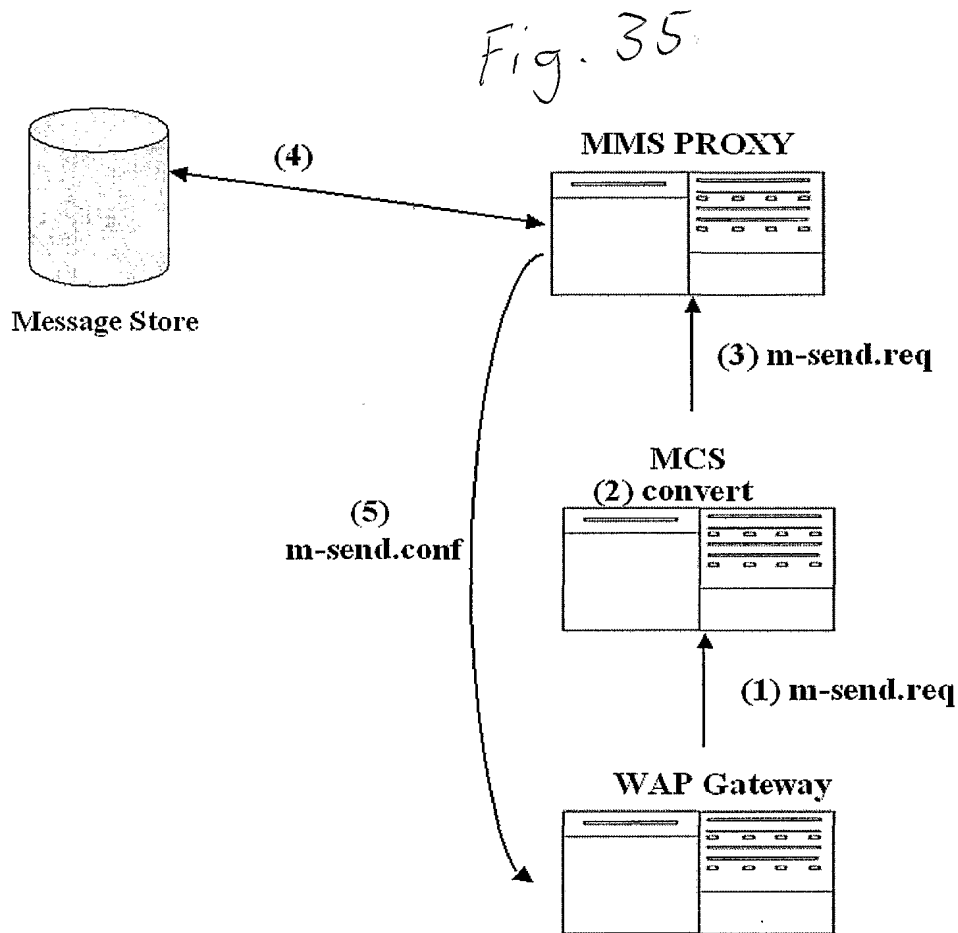 Fig. 35
MMS PROXY
(4)
Message Store
(3) m-send.req
MCS
(2) convert
(5)
m-send.conf
(1) m-send.req
WAP Gateway